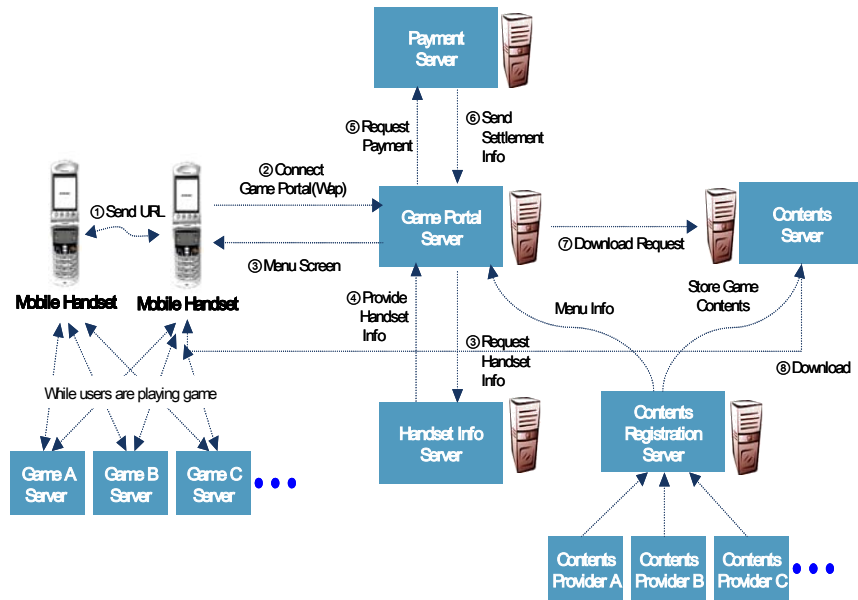 Payment
Server
⑤ Request
Payment
⑥ Send
Settlement
Info
② Connect
Game Portal(Wap)
① Send URL
Game Portal
Server
Contents
Server
⑦ Download Request
③ Menu Screen
Mobile Handset
Mobile Handset
④ Provide
Handset
Info
Menu Info
Store Game
Contents
③ Request
Handset
Info
⑧ Download
While users are playing game
Handset Info
Server
Contents
Registration
Server
Game A
Server
Game B
Server
Game C
Server
Contents
Provider A
Contents
Provider B
Contents
Provider C